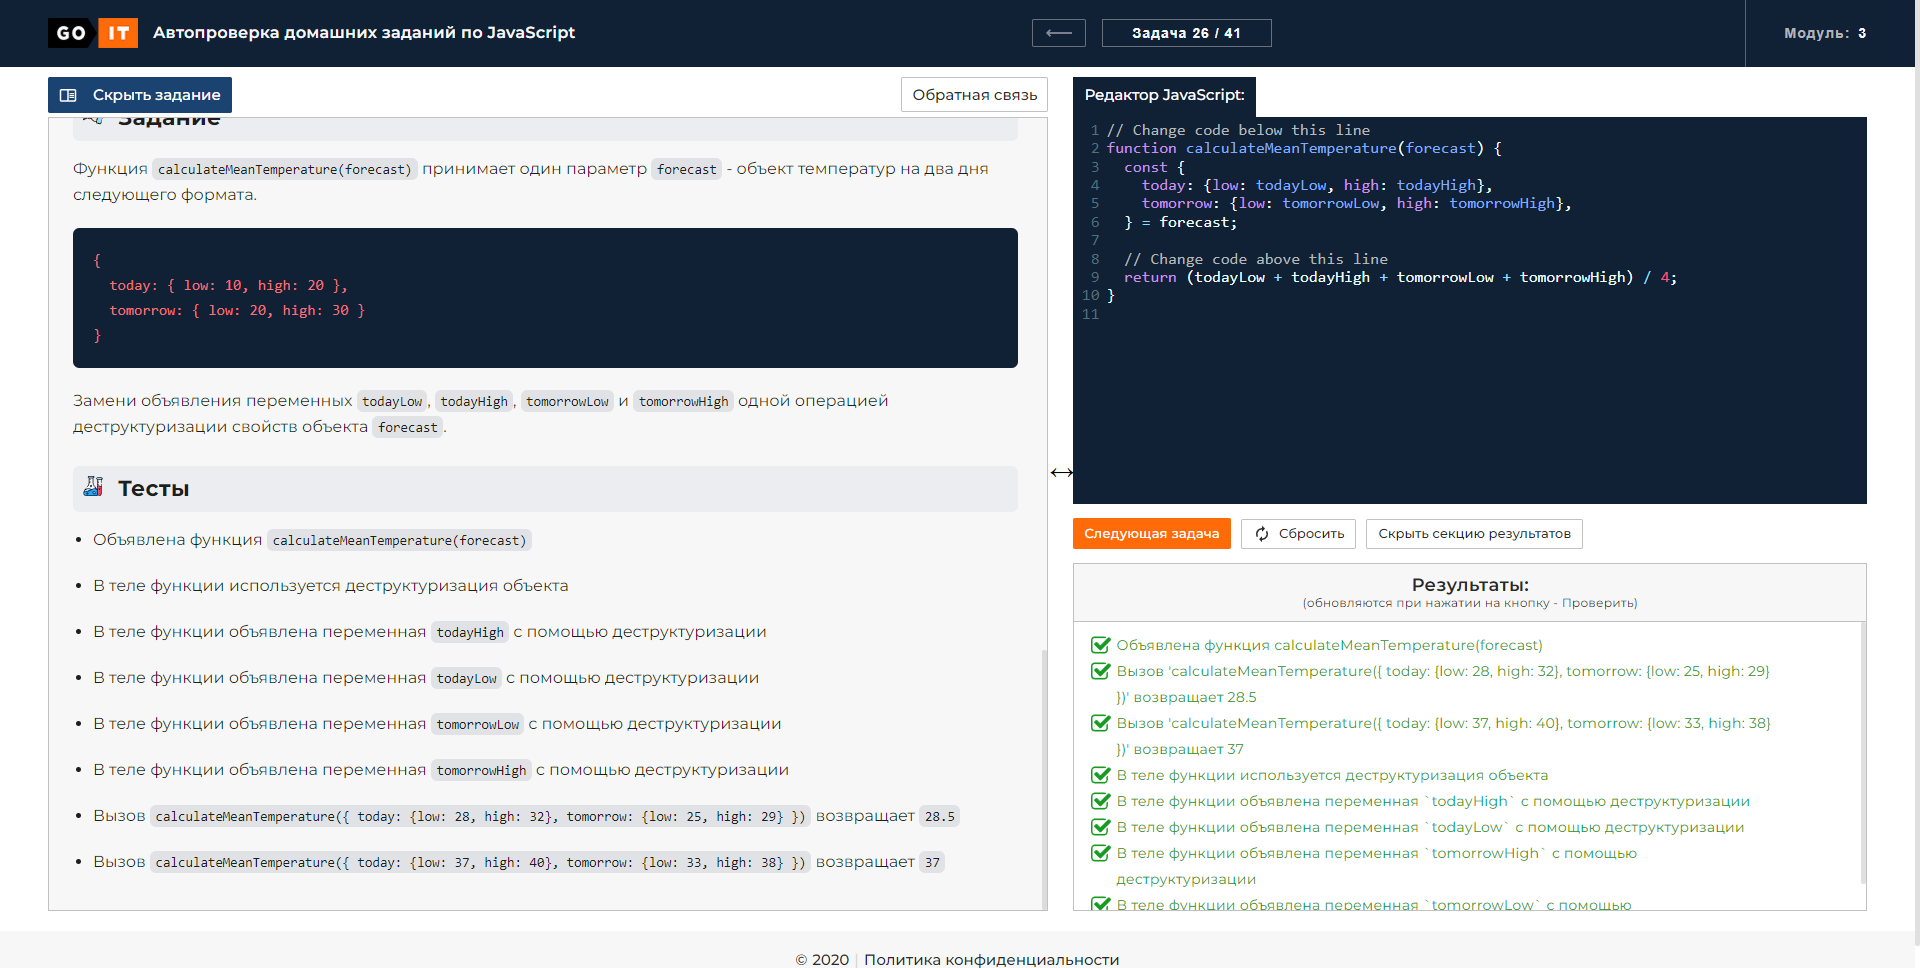 GO IT
Автопроверка домашних заданий по JavaScript
Задача 26 / 41
Модуль: 3
Скрыть задание
Обратная связь
Задание
Функция calculateMeanTemperature(forecast) принимает один параметр forecast - объект температур на два дня
следующего формата.
{
today: { low: 10, high: 20 },
tomorrow: { low: 20, high: 30 }
}
Замени объявления переменных todayLow, todayHigh, tomorrowLow и tomorrowHigh одной операцией
деструктуризации свойств объекта forecast.
Тесты
• Объявлена функция calculateMeanTemperature(forecast)
• В теле функции используется деструктуризация объекта
• В теле функции объявлена переменная todayHigh с помощью деструктуризации
• В теле функции объявлена переменная todayLow с помощью деструктуризации
• В теле функции объявлена переменная tomorrowLow с помощью деструктуризации
• В теле функции объявлена переменная tomorrowHigh с помощью деструктуризации
• Вызов calculateMeanTemperature({ today: {low: 28, high: 32}, tomorrow: {low: 25, high: 29} }) возвращает 28.5
• Вызов calculateMeanTemperature({ today: {low: 37, high: 40}, tomorrow: {low: 33, high: 38} }) возвращает 37
Редактор JavaScript:
1 // Change code below this line
2 function calculateMeanTemperature(forecast) {
3 const {
4 today: {low: todayLow, high: todayHigh},
5 tomorrow: {low: tomorrowLow, high: tomorrowHigh},
6 } = forecast;
7
8 // Change code above this line
9 return (todayLow + todayHigh + tomorrowLow + tomorrowHigh) / 4;
10 }
11
Следующая задача
Сбросить
Скрыть секцию результатов
Результаты:
(обновляются при нажатии на кнопку - Проверить)
Объявлена функция calculateMeanTemperature(forecast)
Вызов 'calculateMeanTemperature({ today: {low: 28, high: 32}, tomorrow: {low: 25, high: 29}
})' возвращает 28.5
Вызов 'calculateMeanTemperature({ today: {low: 37, high: 40}, tomorrow: {low: 33, high: 38}
})' возвращает 37
В теле функции используется деструктуризация объекта
В теле функции объявлена переменная `todayHigh` с помощью деструктуризации
В теле функции объявлена переменная `todayLow` с помощью деструктуризации
В теле функции объявлена переменная `tomorrowHigh` с помощью
деструктуризации
В теле функции объявлена переменная `tomorrowLow` с помощью
© 2020 | Политика конфиденциальности